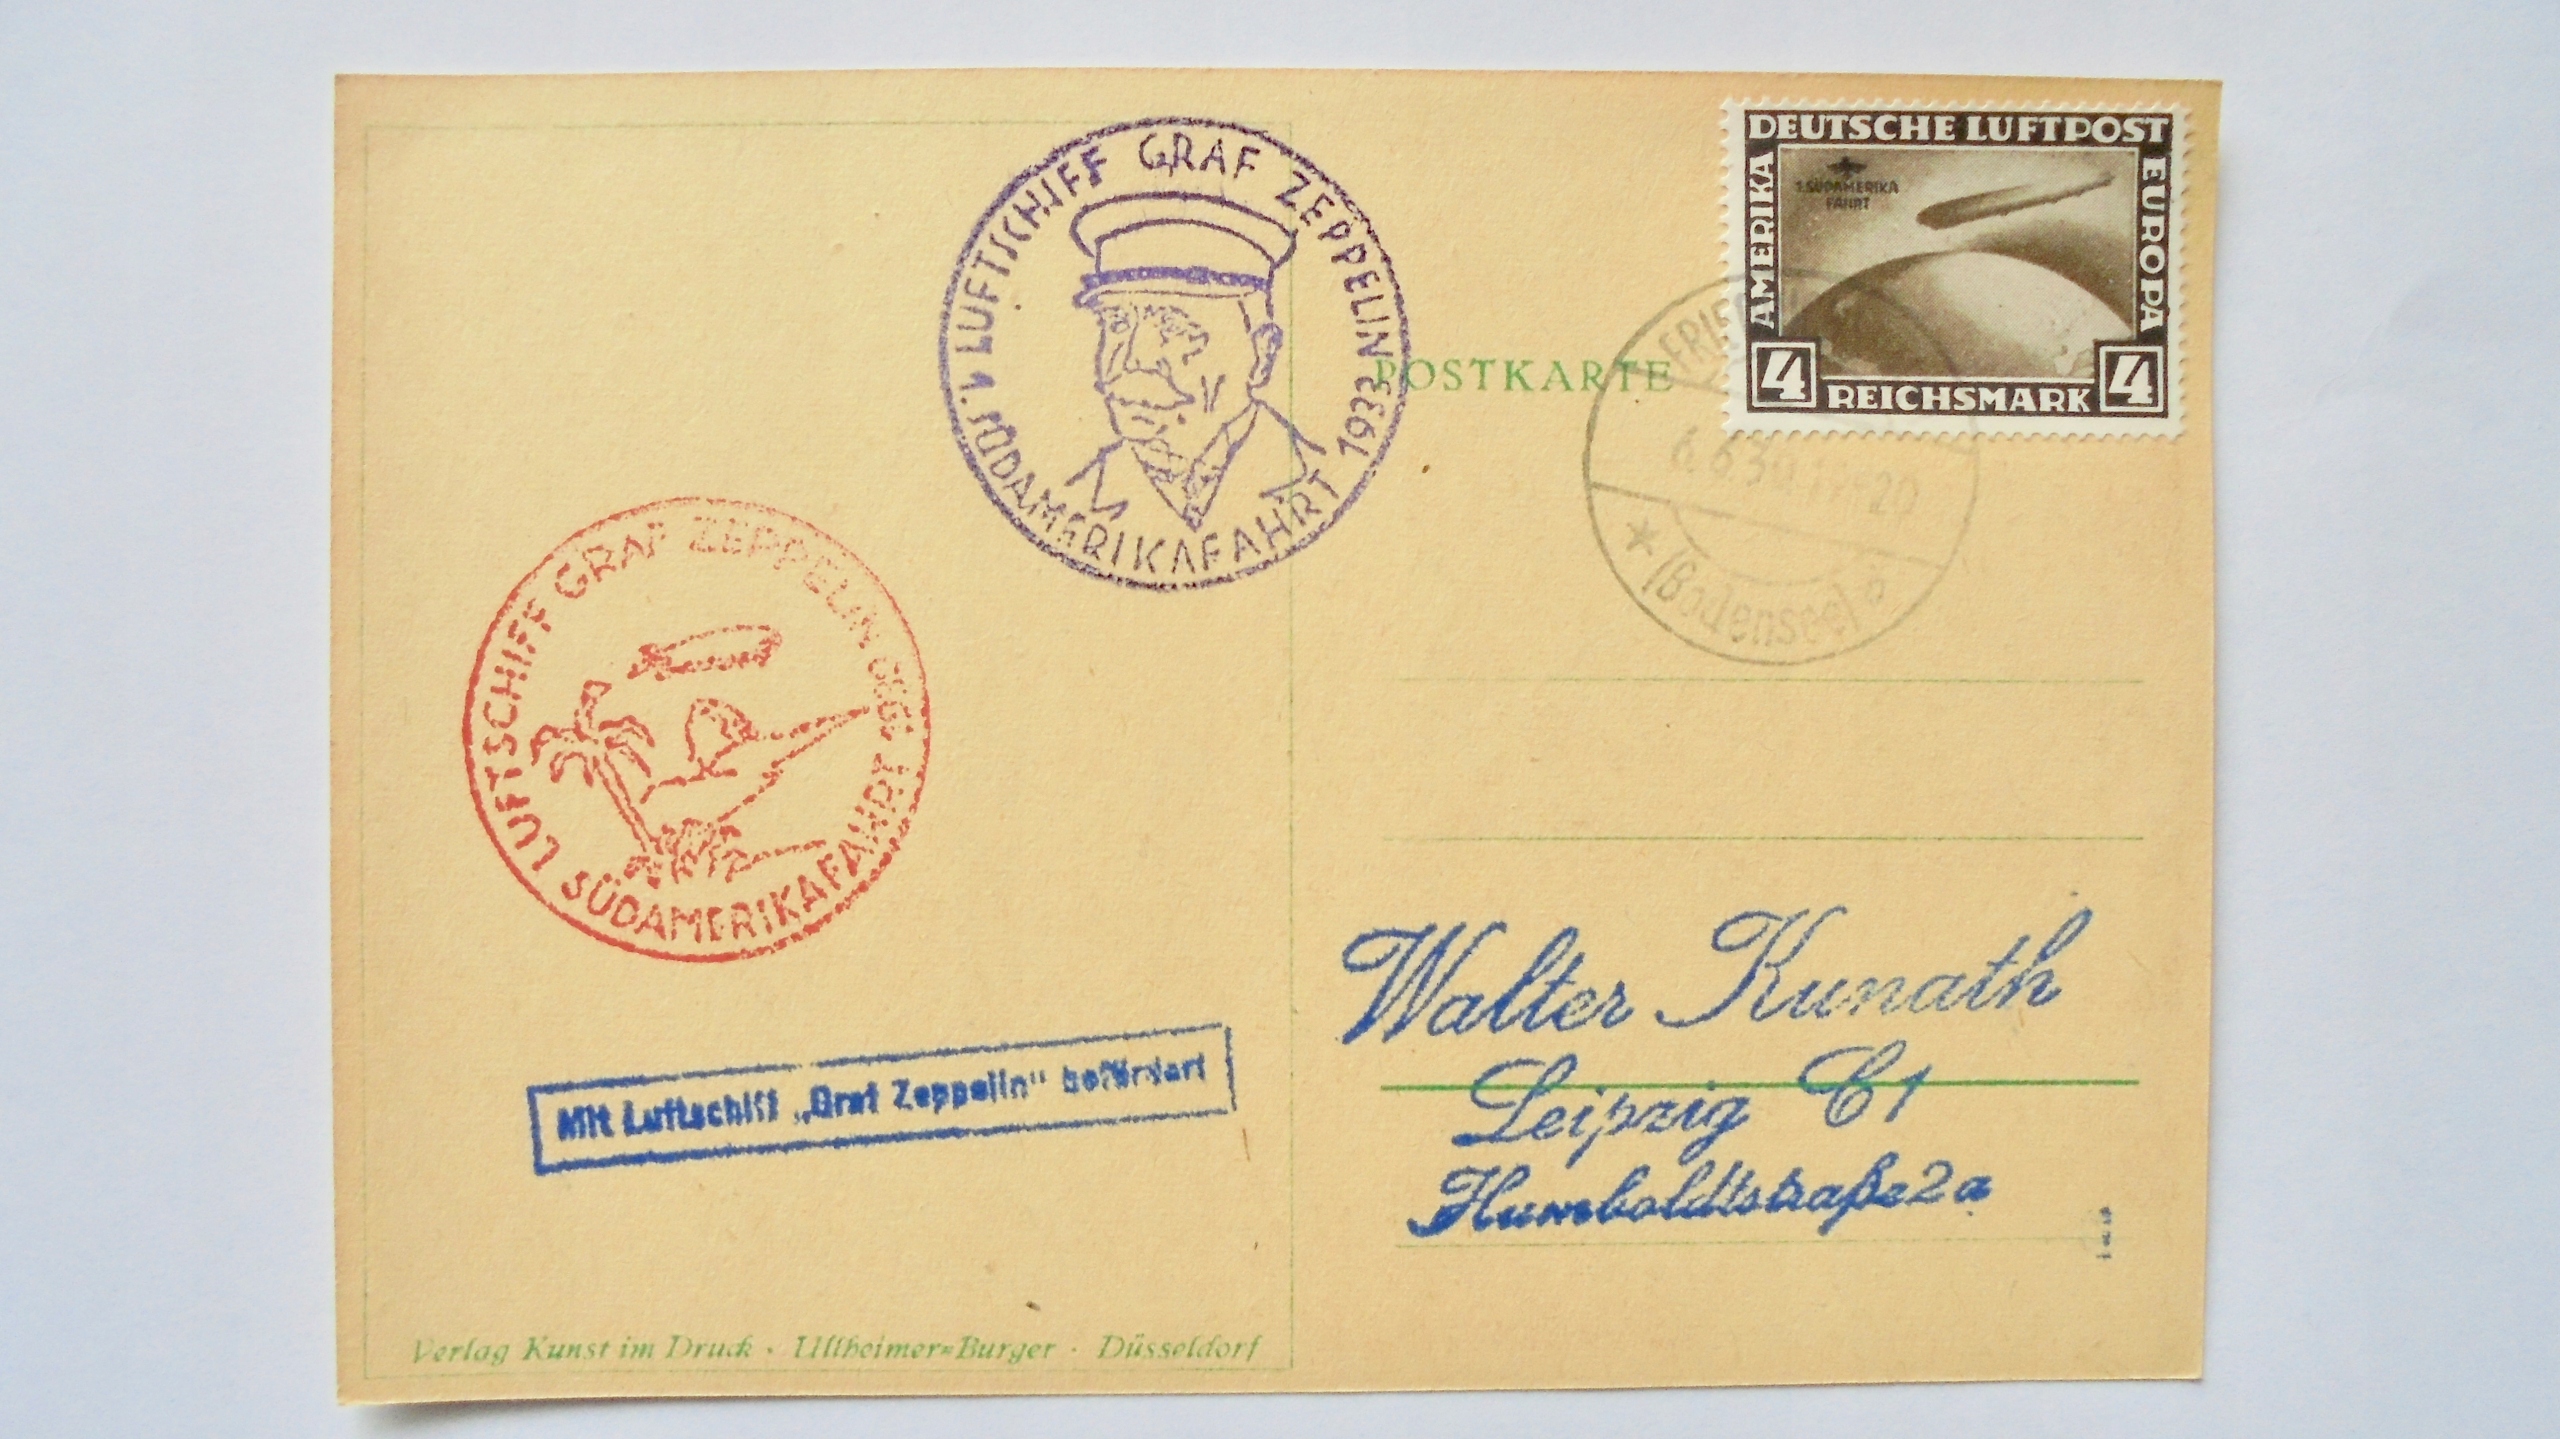 LUFTSCHIFF GRAF ZEPPELIN 1933
1. SÜDAMERIKAFAHRT
DEUTSCHE LUFTPOST
AMERIKA
EUROPA
1. SÜDAMERIKA
FAHRT
4 REICHSMARK 4
POSTKARTE
(Bodensee)
LUFTSCHIFF GRAF ZEPPELIN
SÜDAMERIKAFAHRT
Mit Luftschiff „Graf Zeppelin“ befördert
Walter Kunath
Leipzig C1
Humboldtstraße 2a
Verlag Kunst im Druck · Ulltheimer=Burger · Düsseldorf